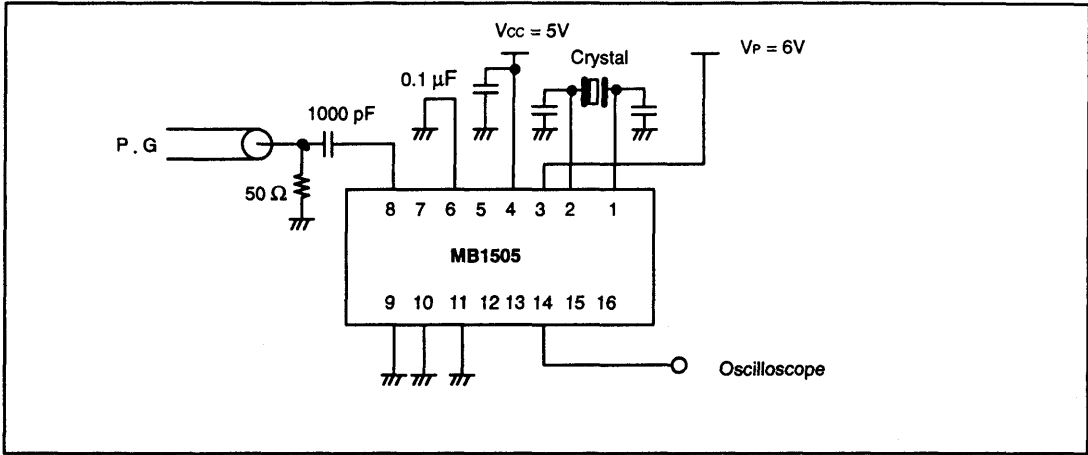 VCC = 5V
VP = 6V
Crystal
0.1 μF
1000 pF
P . G
50 Ω
8 7 6 5 4 3 2 1
MB1505
9 10 11 12 13 14 15 16
Oscilloscope